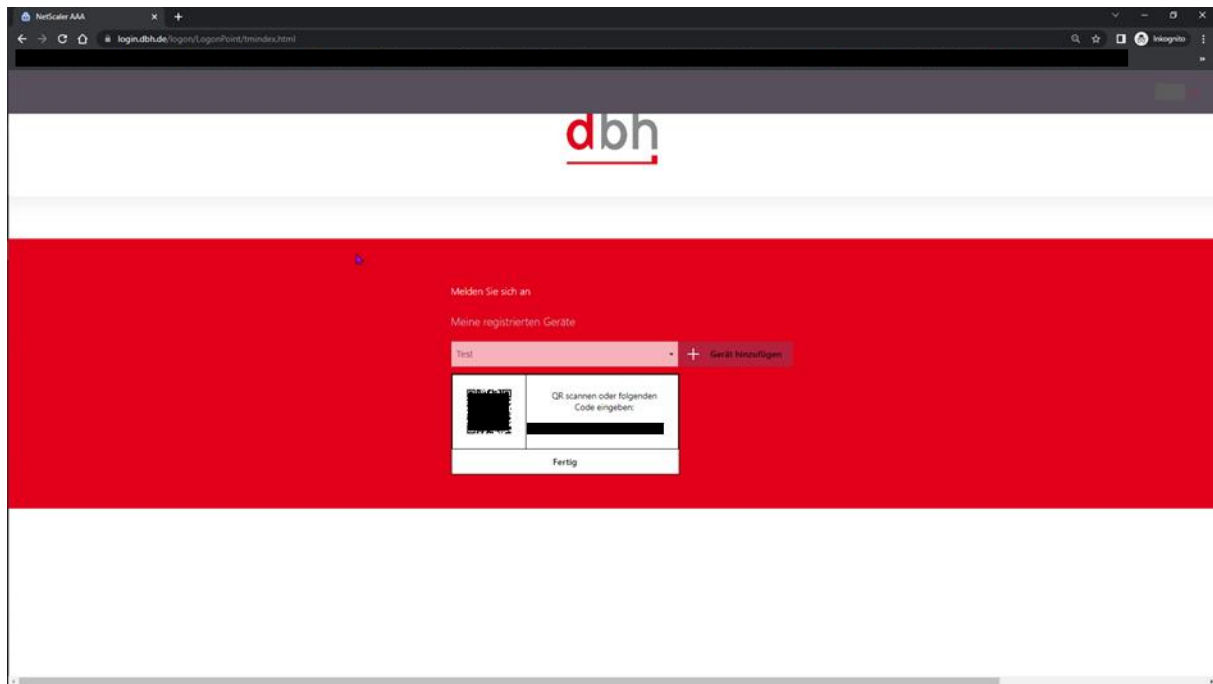 NetScaler AAA
login.dbh.de/logon/LogonPoint/tmindex.html
Inkognito
dbh
Melden Sie sich an
Meine registrierten Geräte
Test
Gerät hinzufügen
QR scannen oder folgenden
Code eingeben:
Fertig